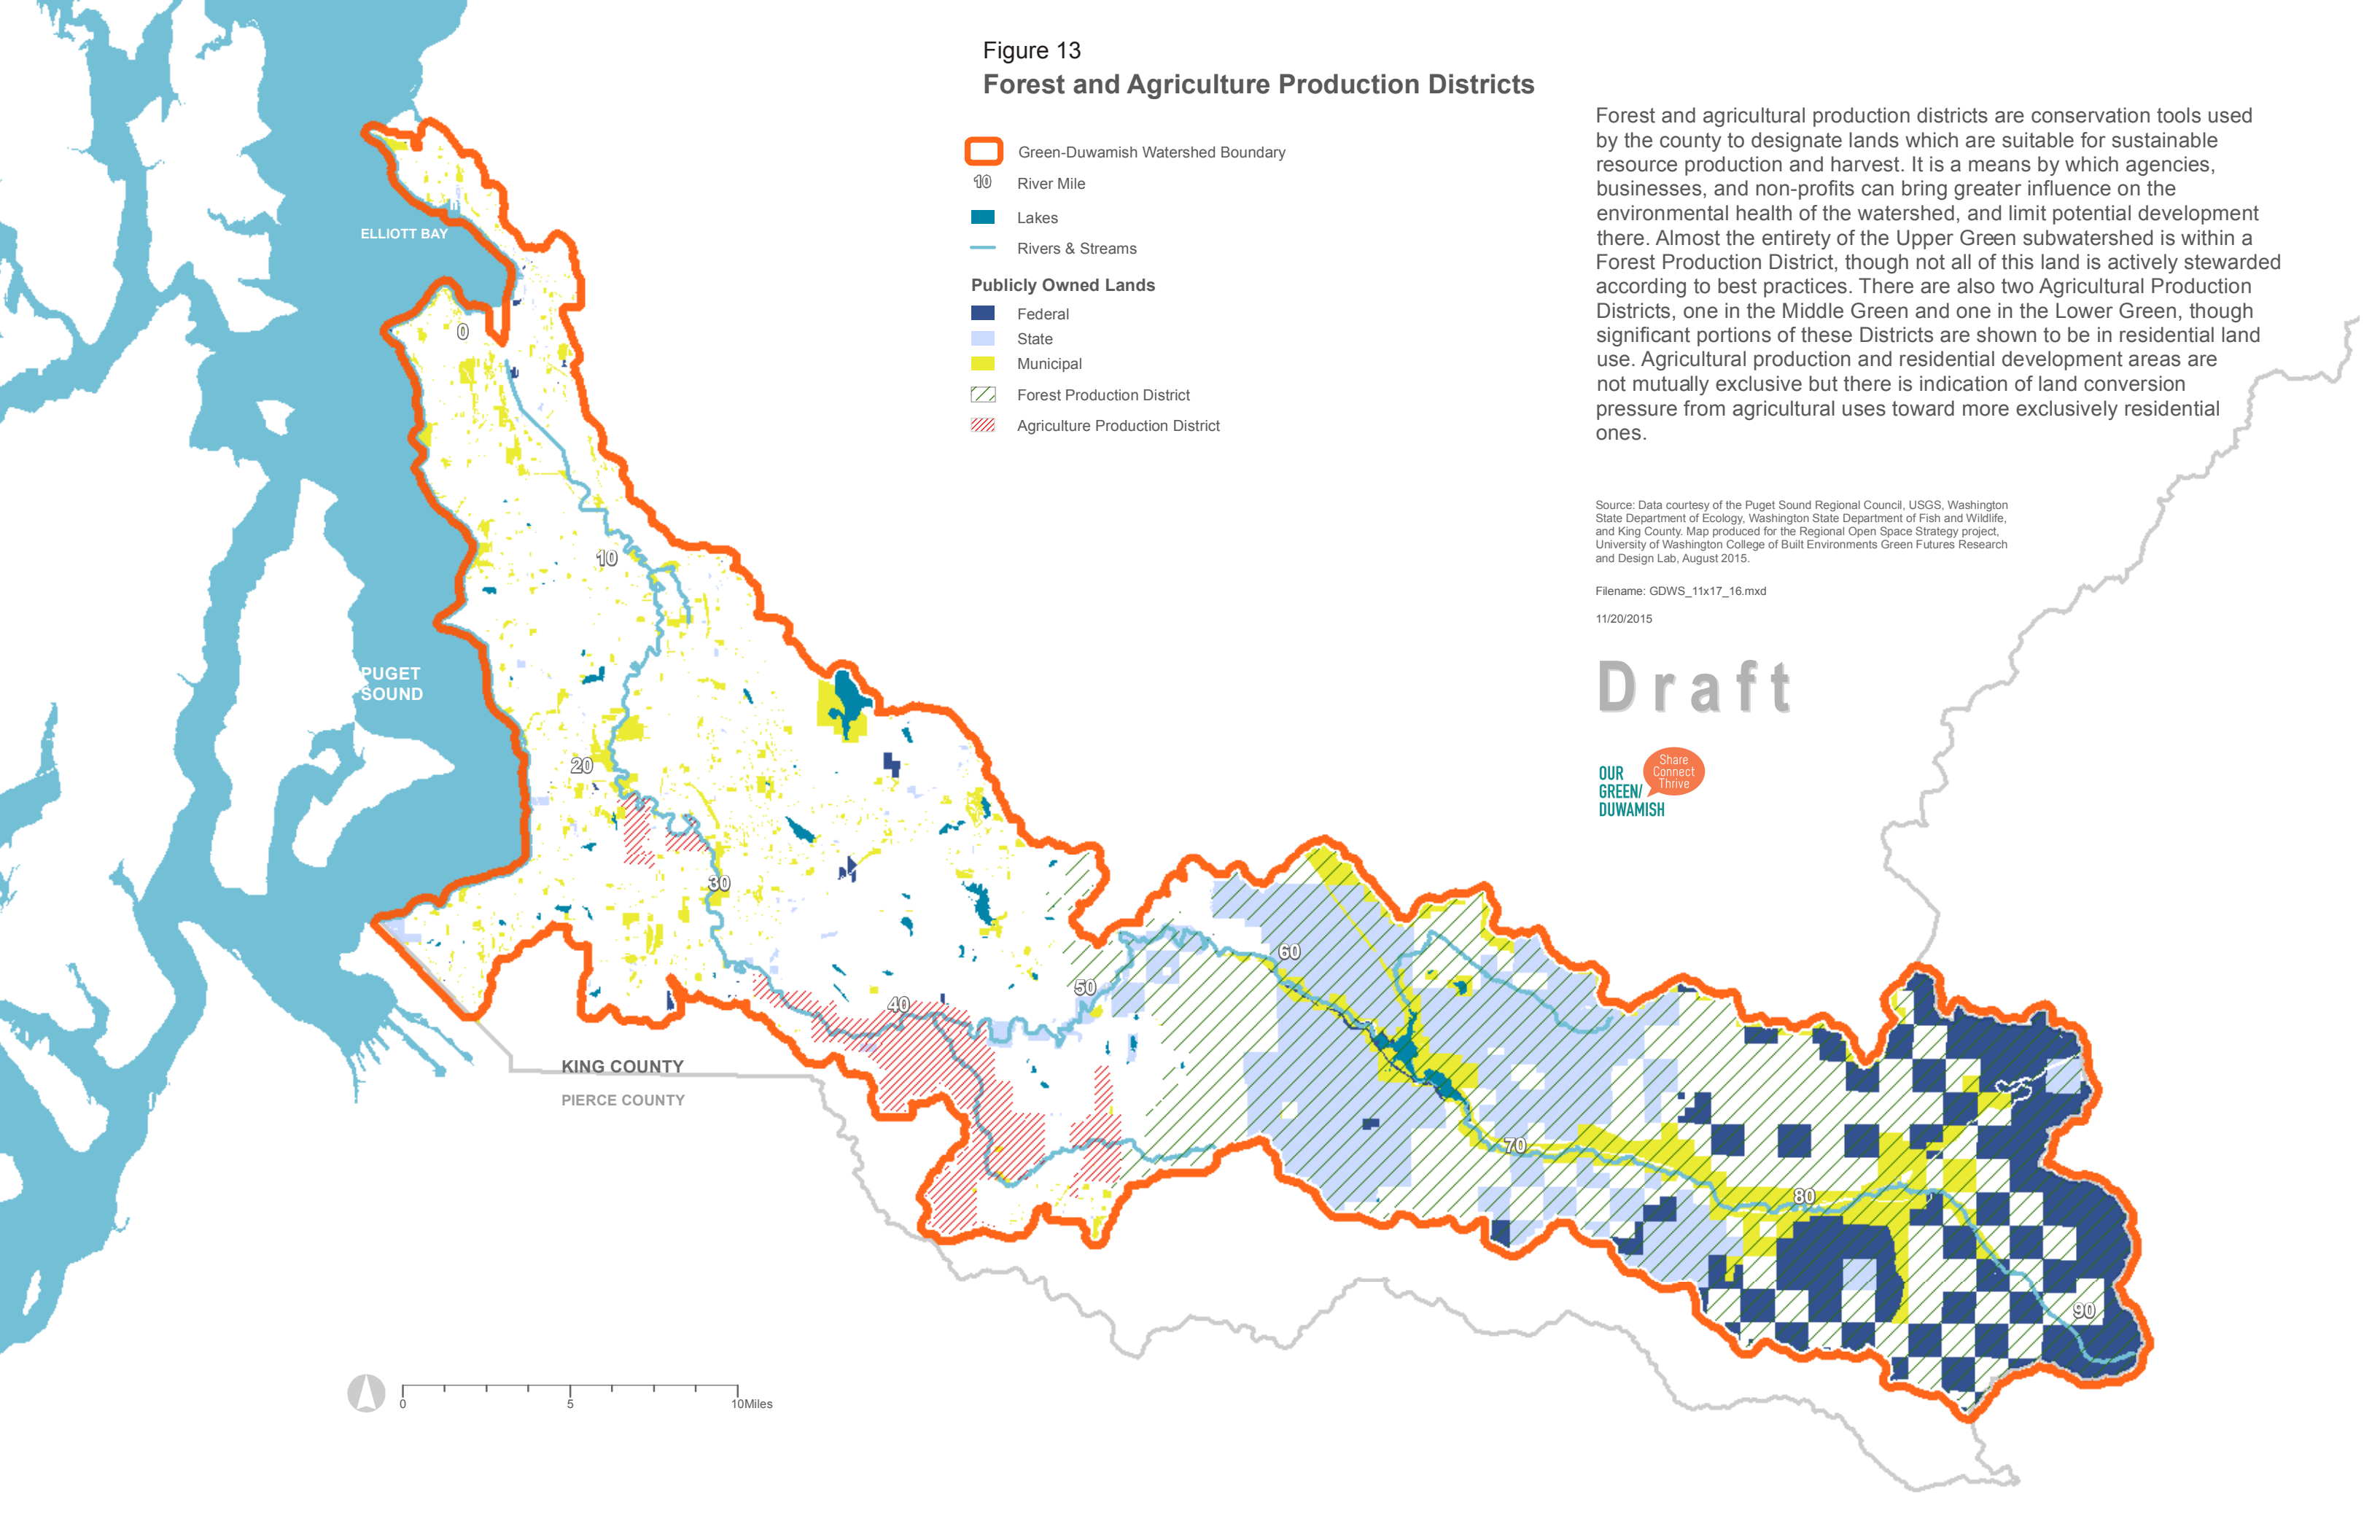 Figure 13
Forest and Agriculture Production Districts
Green-Duwamish Watershed Boundary
10 River Mile
Lakes
Rivers & Streams
Publicly Owned Lands
Federal
State
Municipal
Forest Production District
Agriculture Production District
Forest and agricultural production districts are conservation tools used
by the county to designate lands which are suitable for sustainable
resource production and harvest. It is a means by which agencies,
businesses, and non-profits can bring greater influence on the
environmental health of the watershed, and limit potential development
there. Almost the entirety of the Upper Green subwatershed is within a
Forest Production District, though not all of this land is actively stewarded
according to best practices. There are also two Agricultural Production
Districts, one in the Middle Green and one in the Lower Green, though
significant portions of these Districts are shown to be in residential land
use. Agricultural production and residential development areas are
not mutually exclusive but there is indication of land conversion
pressure from agricultural uses toward more exclusively residential
ones.
Source: Data courtesy of the Puget Sound Regional Council, USGS, Washington
State Department of Ecology, Washington State Department of Fish and Wildlife,
and King County. Map produced for the Regional Open Space Strategy project,
University of Washington College of Built Environments Green Futures Research
and Design Lab, August 2015.
Filename: GDWS_11x17_16.mxd
11/20/2015
Draft
OUR
GREEN/
DUWAMISH
Share
Connect
Thrive
ELLIOTT BAY
0
10
PUGET
SOUND
20
30
40
50
60
70
80
90
KING COUNTY
PIERCE COUNTY
0 5 10Miles